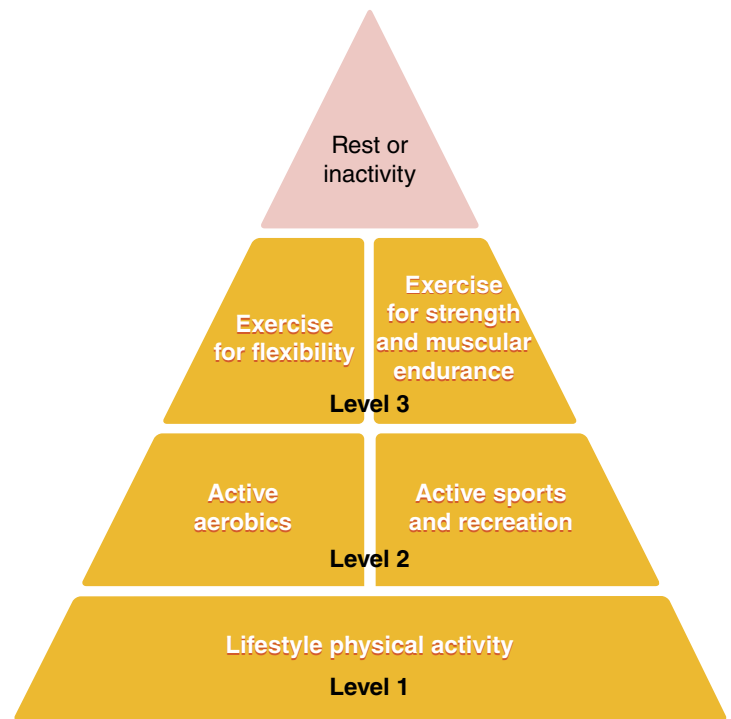 Rest or
inactivity
Exercise
for flexibility
Exercise
for strength
and muscular
endurance
Level 3
Active
aerobics
Active sports
and recreation
Level 2
Lifestyle physical activity
Level 1